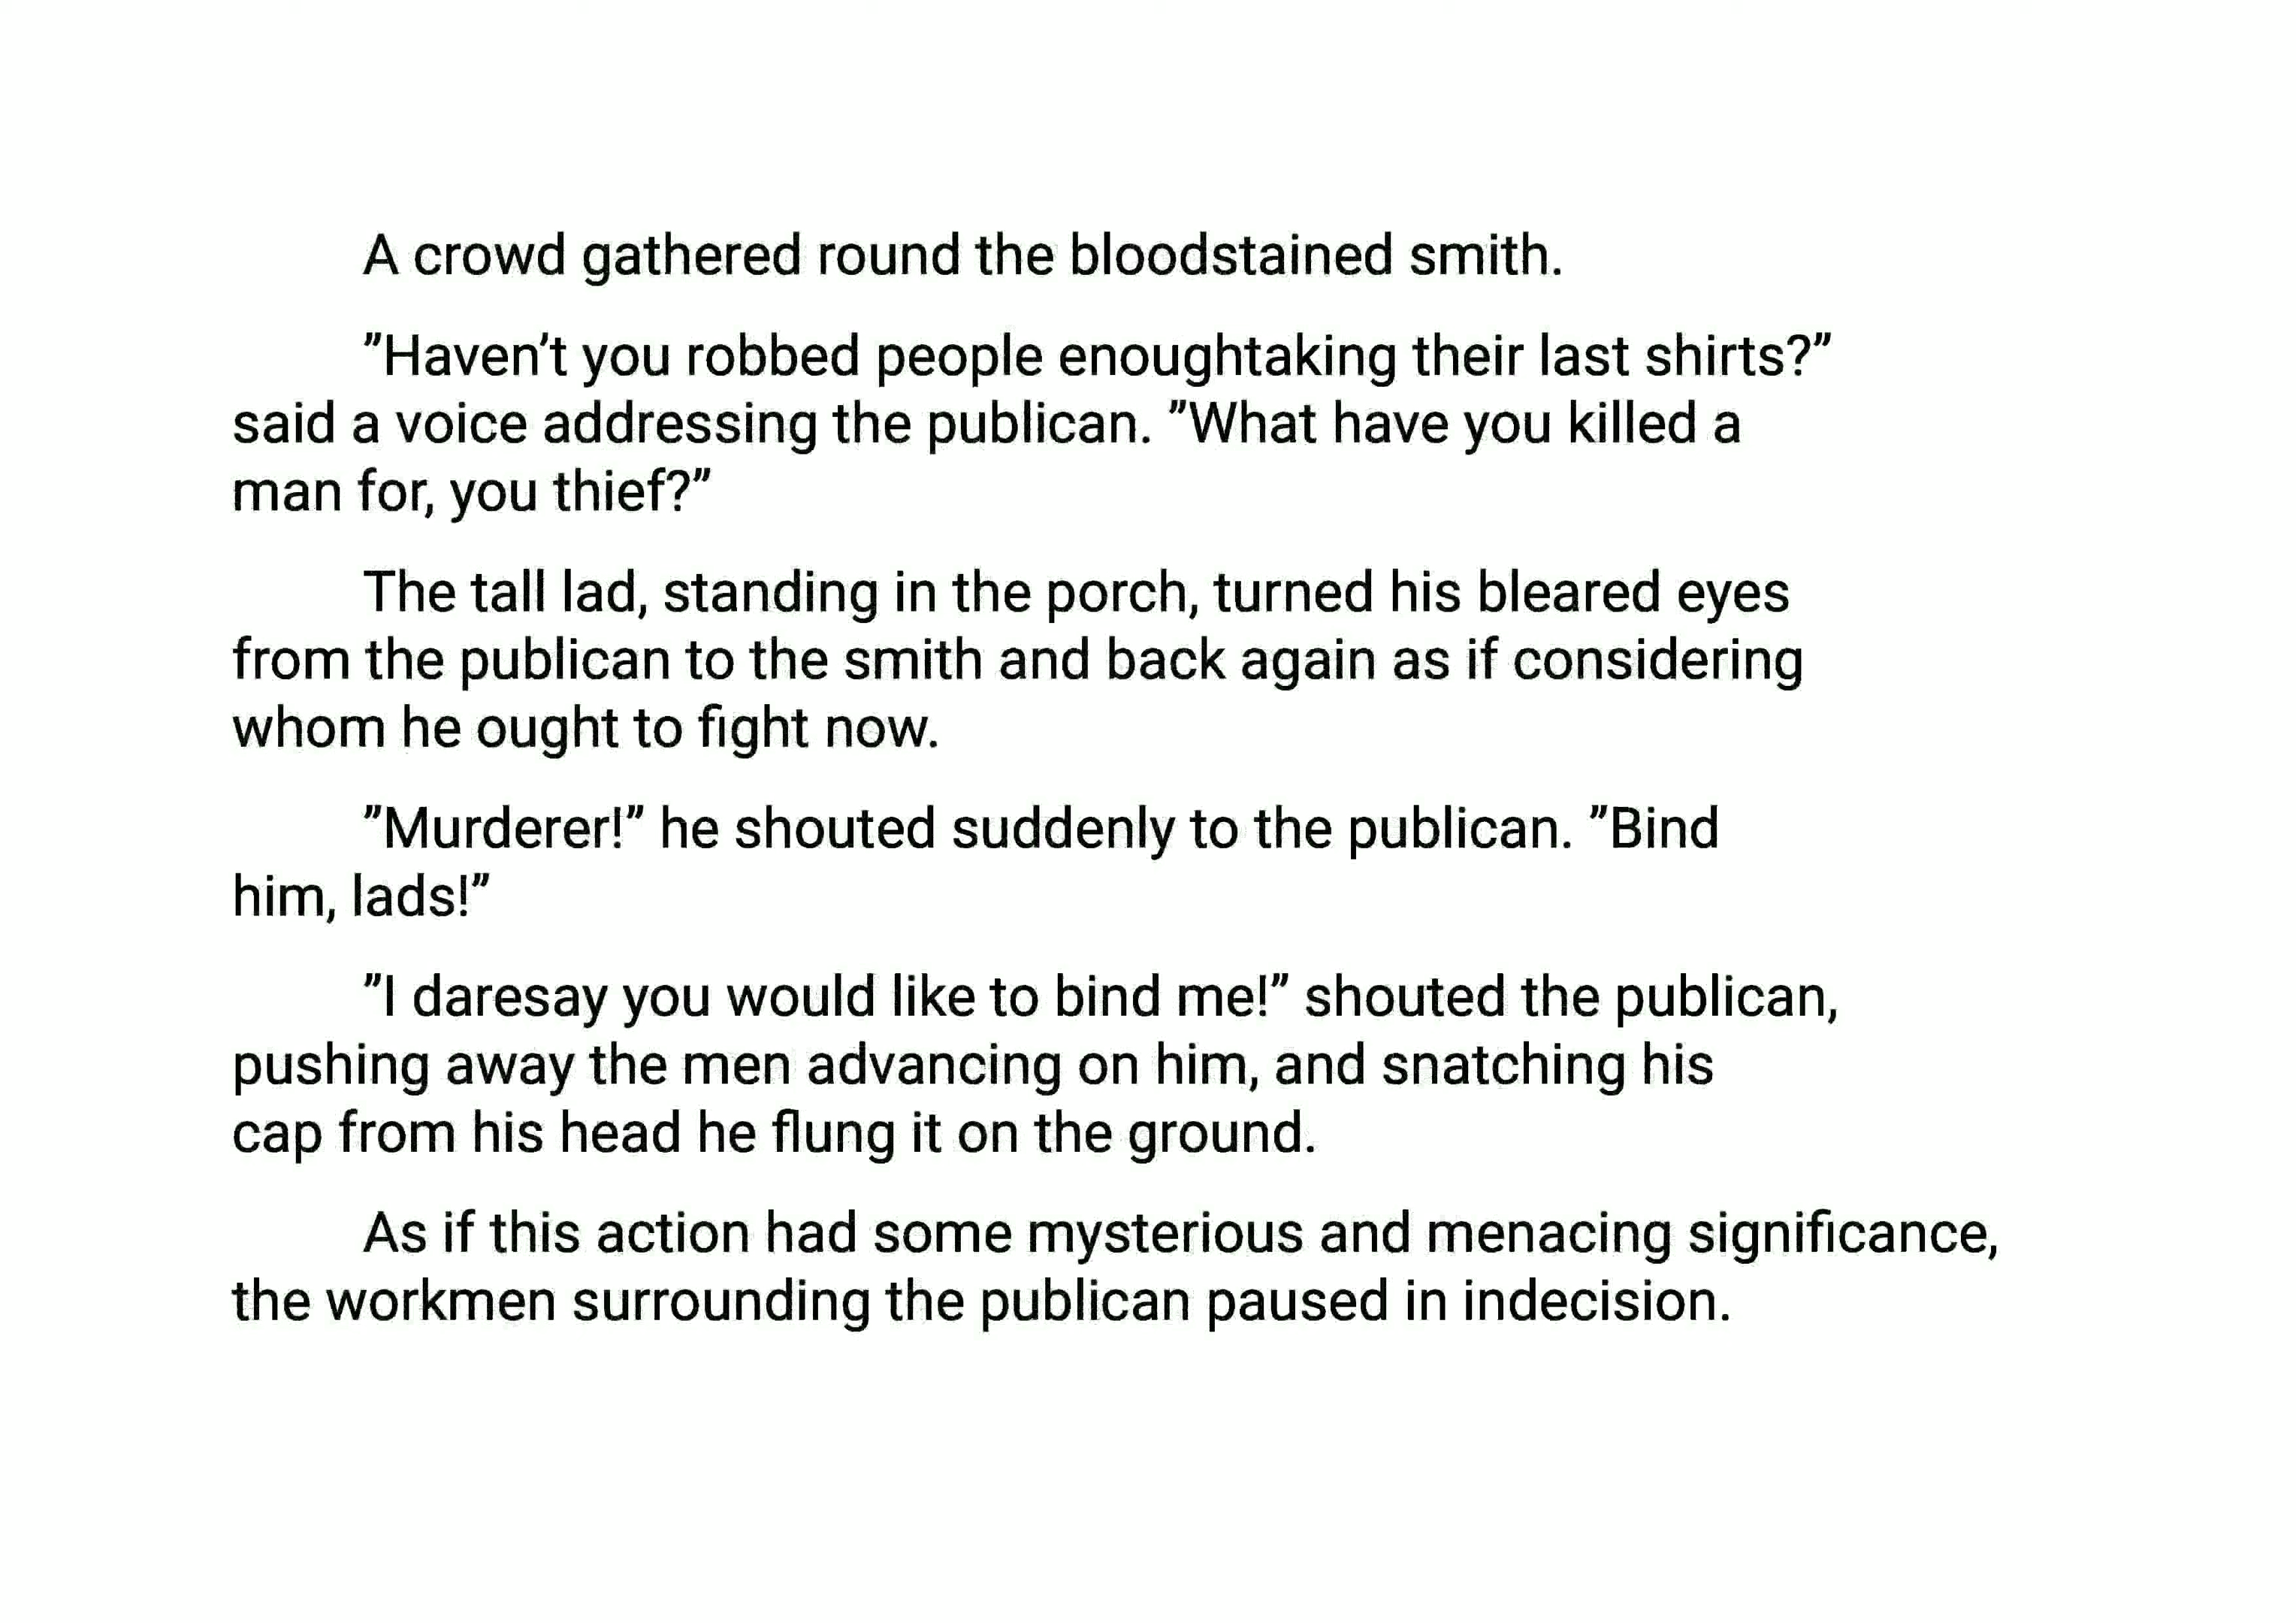 A crowd gathered round the bloodstained smith.
”Haven’t you robbed people enoughtaking their last shirts?”
said a voice addressing the publican. ”What have you killed a
man for, you thief?”
The tall lad, standing in the porch, turned his bleared eyes
from the publican to the smith and back again as if considering
whom he ought to fight now.
”Murderer!” he shouted suddenly to the publican. ”Bind
him, lads!”
”I daresay you would like to bind me!” shouted the publican,
pushing away the men advancing on him, and snatching his
cap from his head he flung it on the ground.
As if this action had some mysterious and menacing significance,
the workmen surrounding the publican paused in indecision.